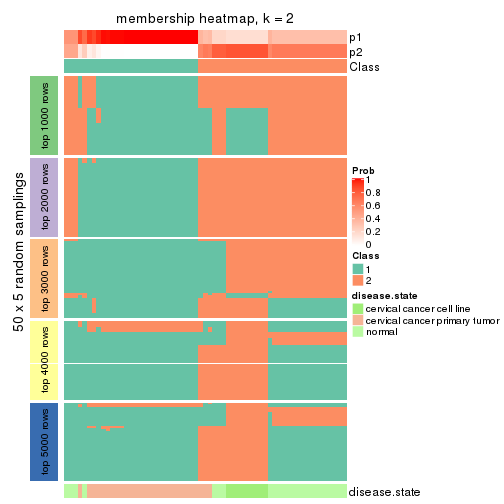 membership heatmap, k = 2
p1
p2
Class
50 x 5 random samplings
top 1000 rows
top 2000 rows
top 3000 rows
top 4000 rows
top 5000 rows
Prob
1
0.8
0.6
0.4
0.2
0
Class
1
2
disease.state
cervical cancer cell line
cervical cancer primary tumor
normal
disease.state